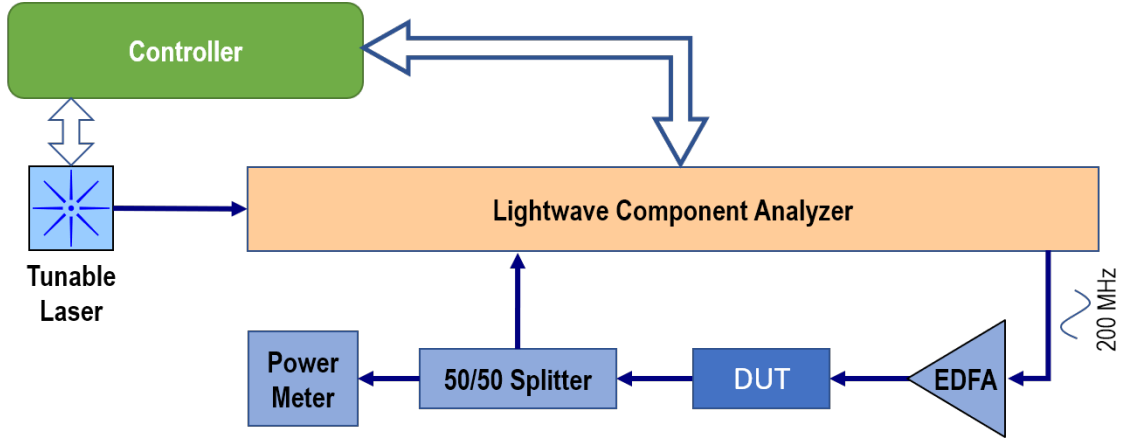 Controller
Lightwave Component Analyzer
Tunable
Laser
200 MHz
Power
Meter
50/50 Splitter
DUT
EDFA